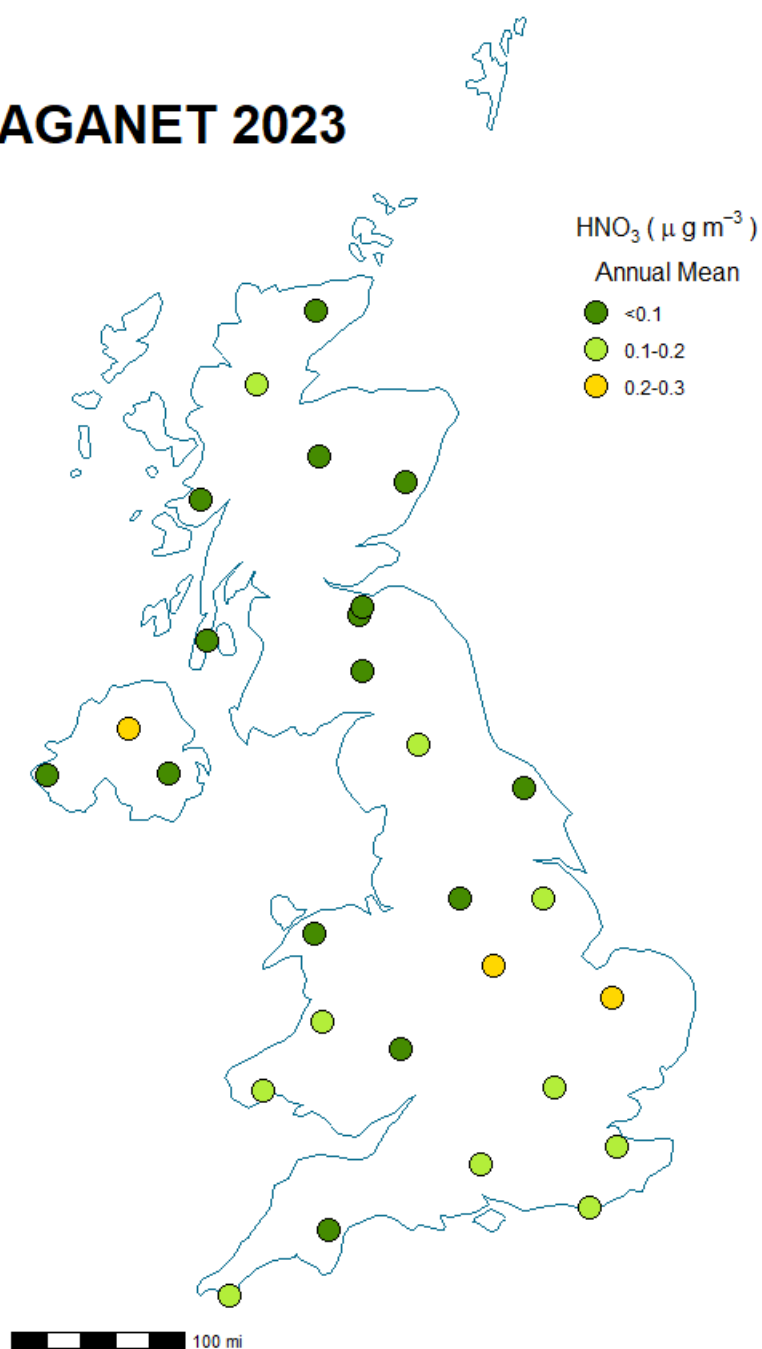 AGANET 2023
HNO₃ ( μ g m⁻³ )
Annual Mean
<0.1
0.1-0.2
0.2-0.3
100 mi